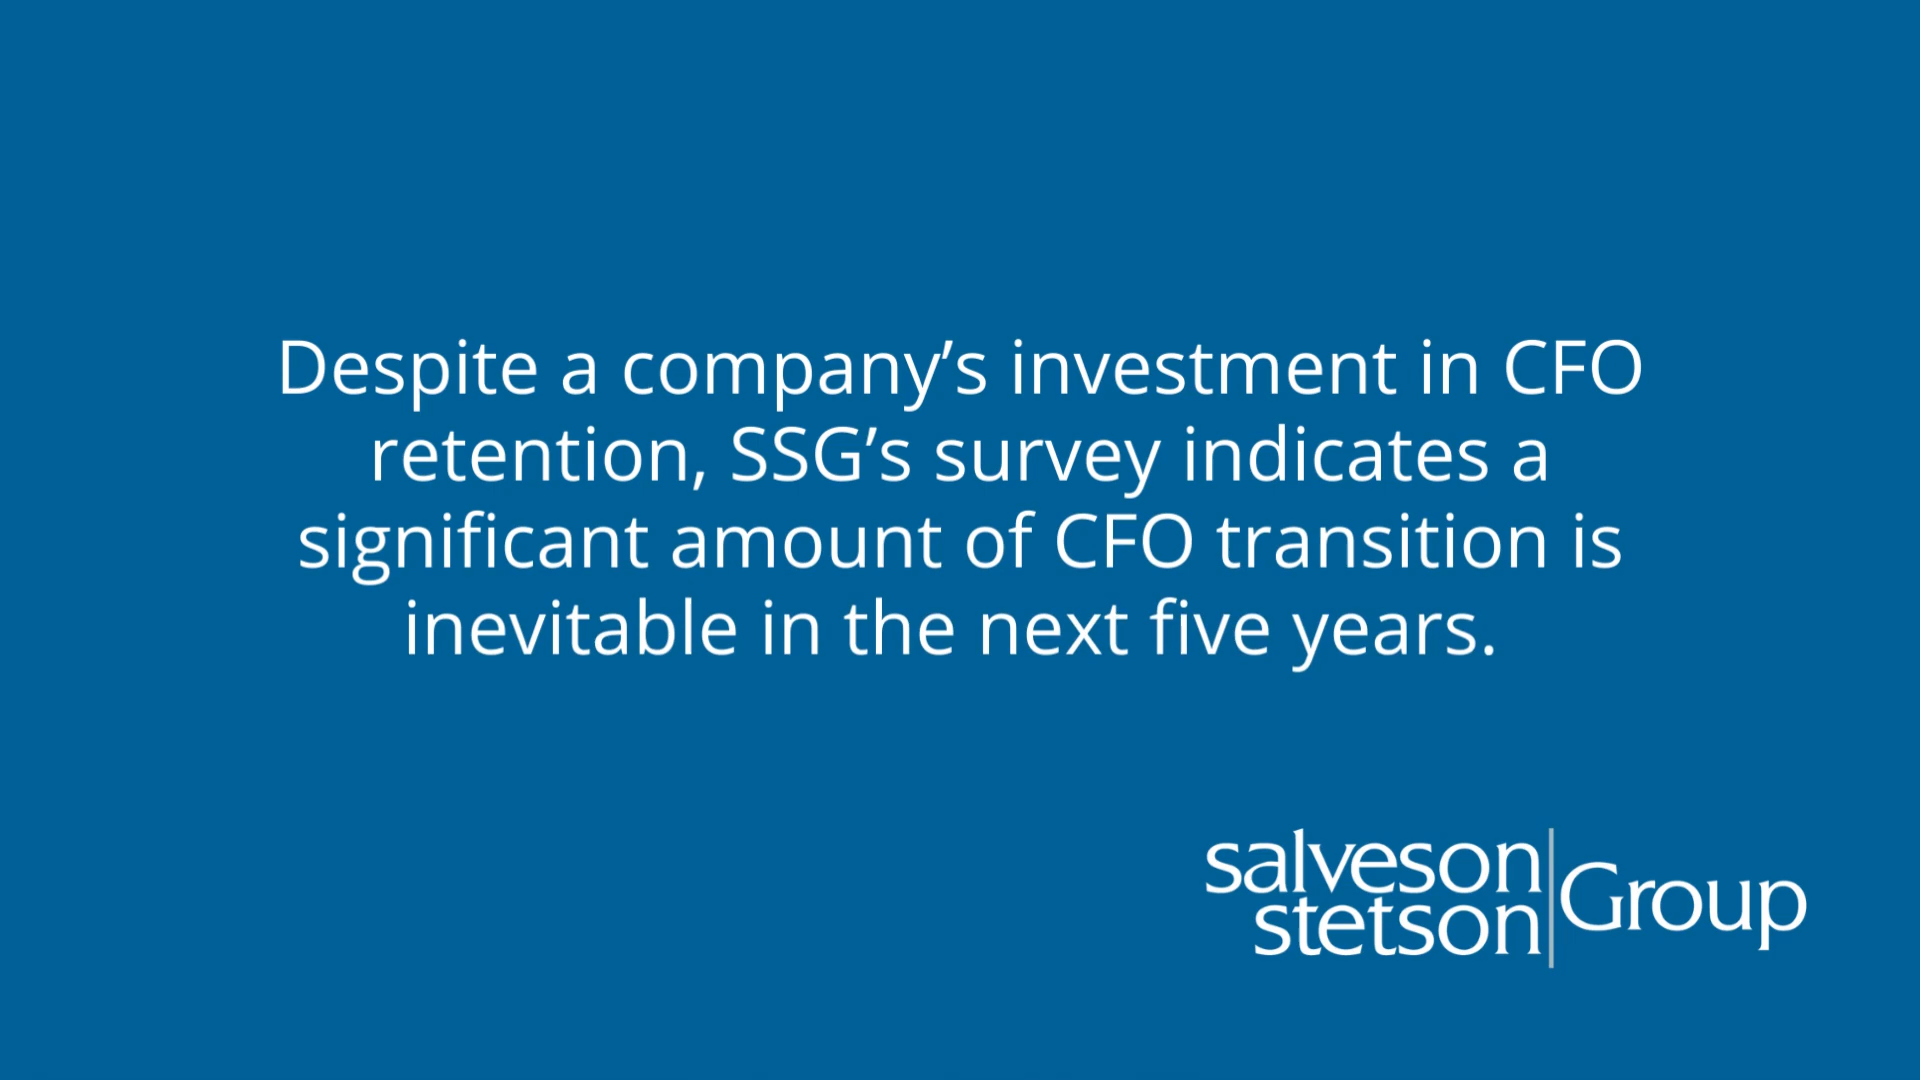 Despite a company’s investment in CFO
retention, SSG’s survey indicates a
significant amount of CFO transition is
inevitable in the next five years.
salveson
stetson
Group